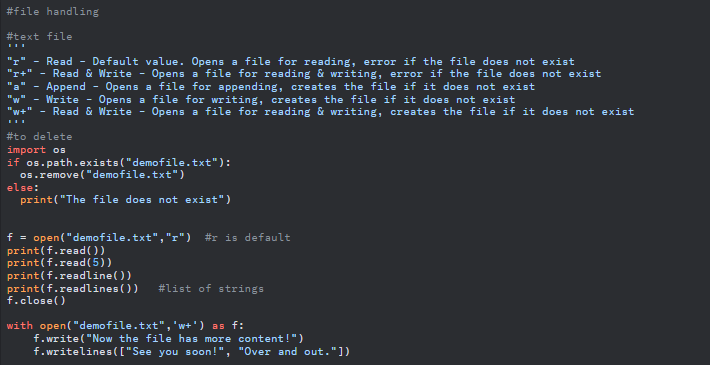 #file handling
#text file
'''
"r" - Read - Default value. Opens a file for reading, error if the file does not exist
"r+" - Read & Write - Opens a file for reading & writing, error if the file does not exist
"a" - Append - Opens a file for appending, creates the file if it does not exist
"w" - Write - Opens a file for writing, creates the file if it does not exist
"w+" - Read & Write - Opens a file for reading & writing, creates the file if it does not exist
'''
#to delete
import os
if os.path.exists("demofile.txt"):
  os.remove("demofile.txt")
else:
  print("The file does not exist")
f = open("demofile.txt","r")  #r is default
print(f.read())
print(f.read(5))
print(f.readline())
print(f.readlines())   #list of strings
f.close()
with open("demofile.txt",'w+') as f:
    f.write("Now the file has more content!")
    f.writelines(["See you soon!", "Over and out."])